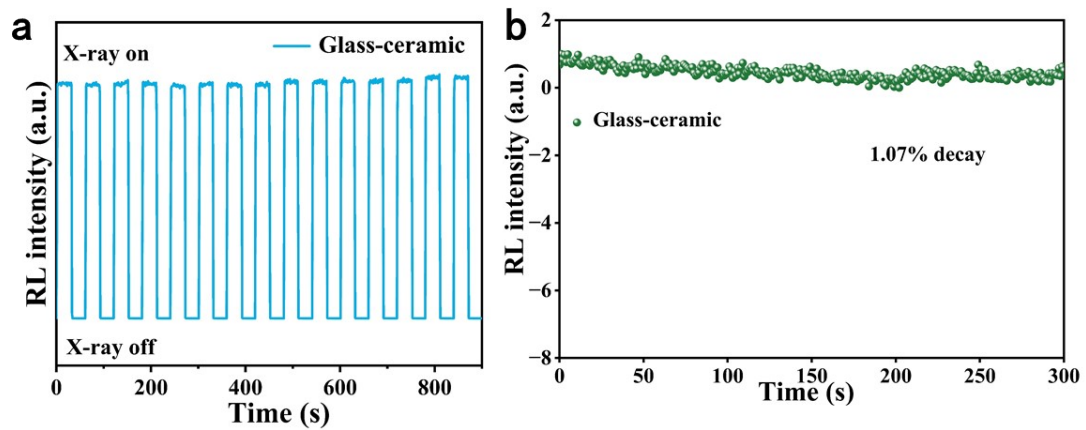 a
X-ray on
Glass-ceramic
RL intensity (a.u.)
X-ray off
0 200 400 600 800
Time (s)
b
2
0
−2
−4
−6
−8
RL intensity (a.u.)
Glass-ceramic
1.07% decay
0 50 100 150 200 250 300
Time (s)